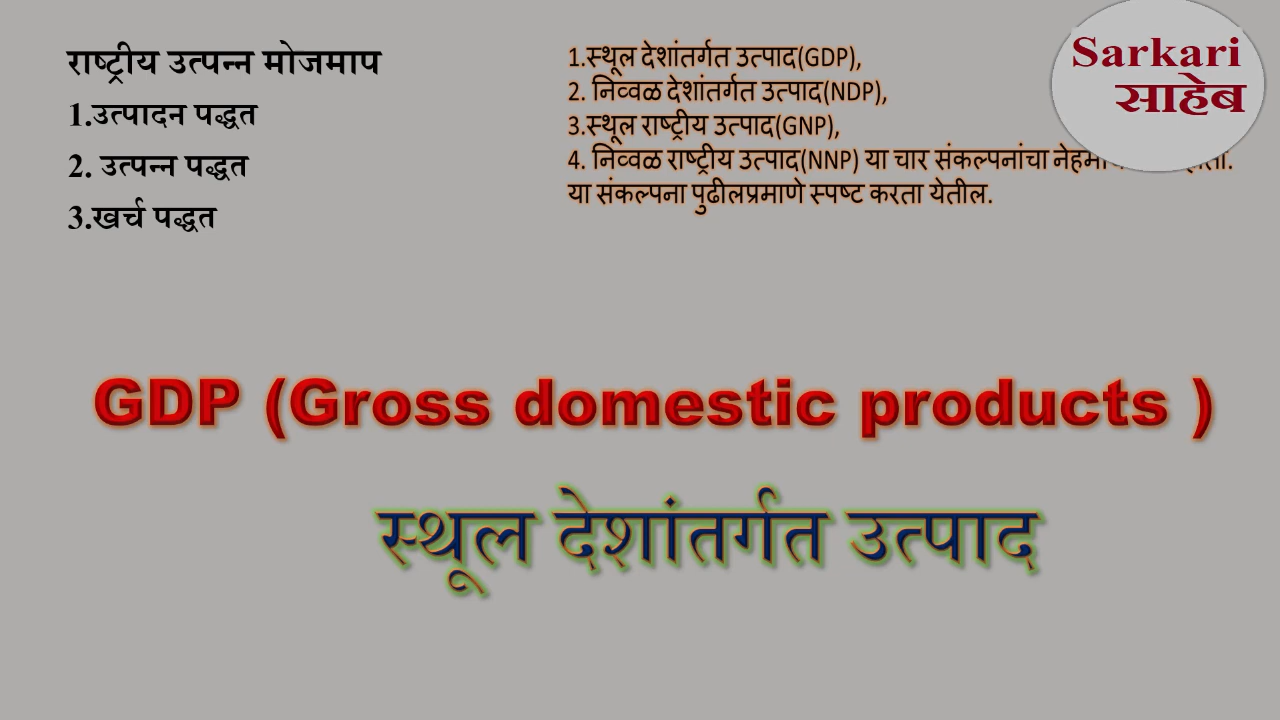 राष्ट्रीय उत्पन्न मोजमाप
1.उत्पादन पद्धत
2. उत्पन्न पद्धत
3.खर्च पद्धत
1.स्थूल देशांतर्गत उत्पाद(GDP),
2. निव्वळ देशांतर्गत उत्पाद(NDP),
3.स्थूल राष्ट्रीय उत्पाद(GNP),
4. निव्वळ राष्ट्रीय उत्पाद(NNP) या चार संकल्पनांचा
या संकल्पना पुढीलप्रमाणे स्पष्ट करता येतील.
Sarkari
साहेब
GDP (Gross domestic products )
स्थूल देशांतर्गत उत्पाद